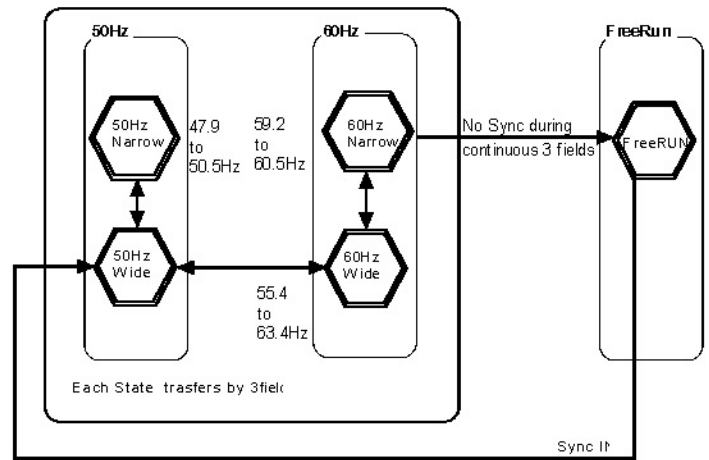 50Hz
60Hz
FreeRun
50Hz
Narrow
47.9
to
50.5Hz
59.2
to
60.5Hz
60Hz
Narrow
No Sync during
continuous 3 fields
FreeRUN
50Hz
Wide
60Hz
Wide
55.4
to
63.4Hz
Each State trasfers by 3field
Sync IN